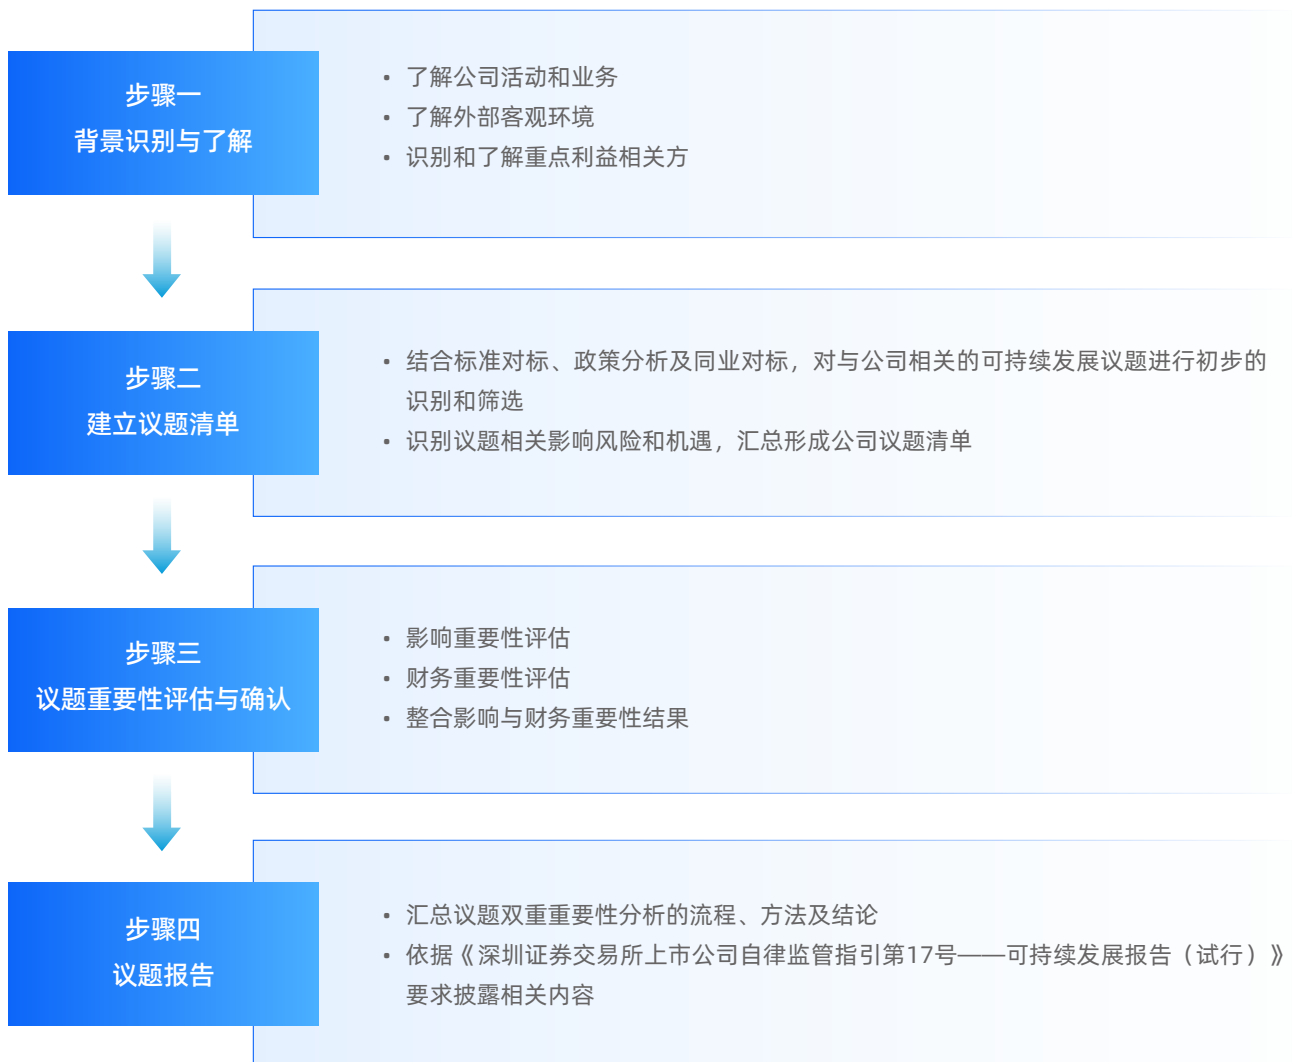 步骤一
背景识别与了解
• 了解公司活动和业务
• 了解外部客观环境
• 识别和了解重点利益相关方
步骤二
建立议题清单
• 结合标准对标、政策分析及同业对标，对与公司相关的可持续发展议题进行初步的
识别和筛选
• 识别议题相关影响风险和机遇，汇总形成公司议题清单
步骤三
议题重要性评估与确认
• 影响重要性评估
• 财务重要性评估
• 整合影响与财务重要性结果
步骤四
议题报告
• 汇总议题双重重要性分析的流程、方法及结论
• 依据《深圳证券交易所上市公司自律监管指引第17号——可持续发展报告（试行）》
要求披露相关内容